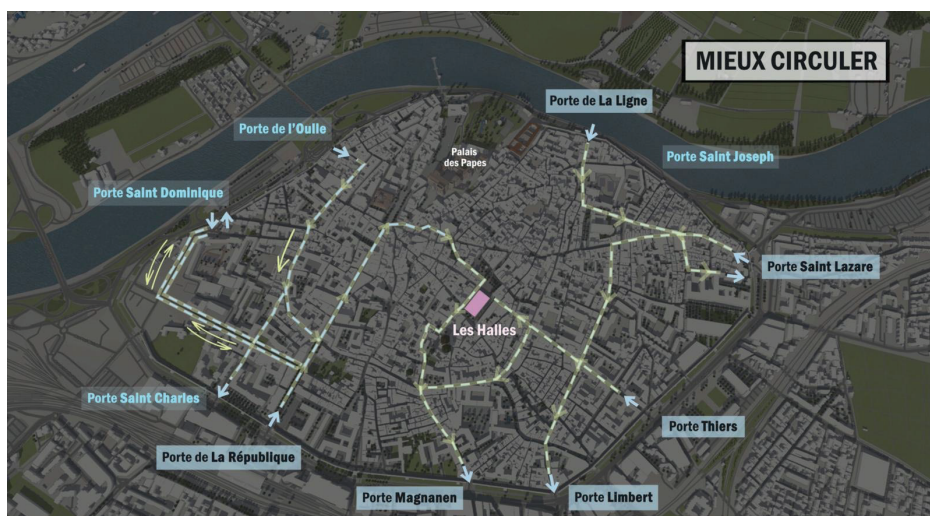 MIEUX CIRCULER
Porte de La Ligne
Porte de l'Oulle
Palais
des Papes
Porte Saint Joseph
Porte Saint Dominique
Porte Saint Lazare
Les Halles
Porte Saint Charles
Porte Thiers
Porte de La République
Porte Magnanen
Porte Limbert